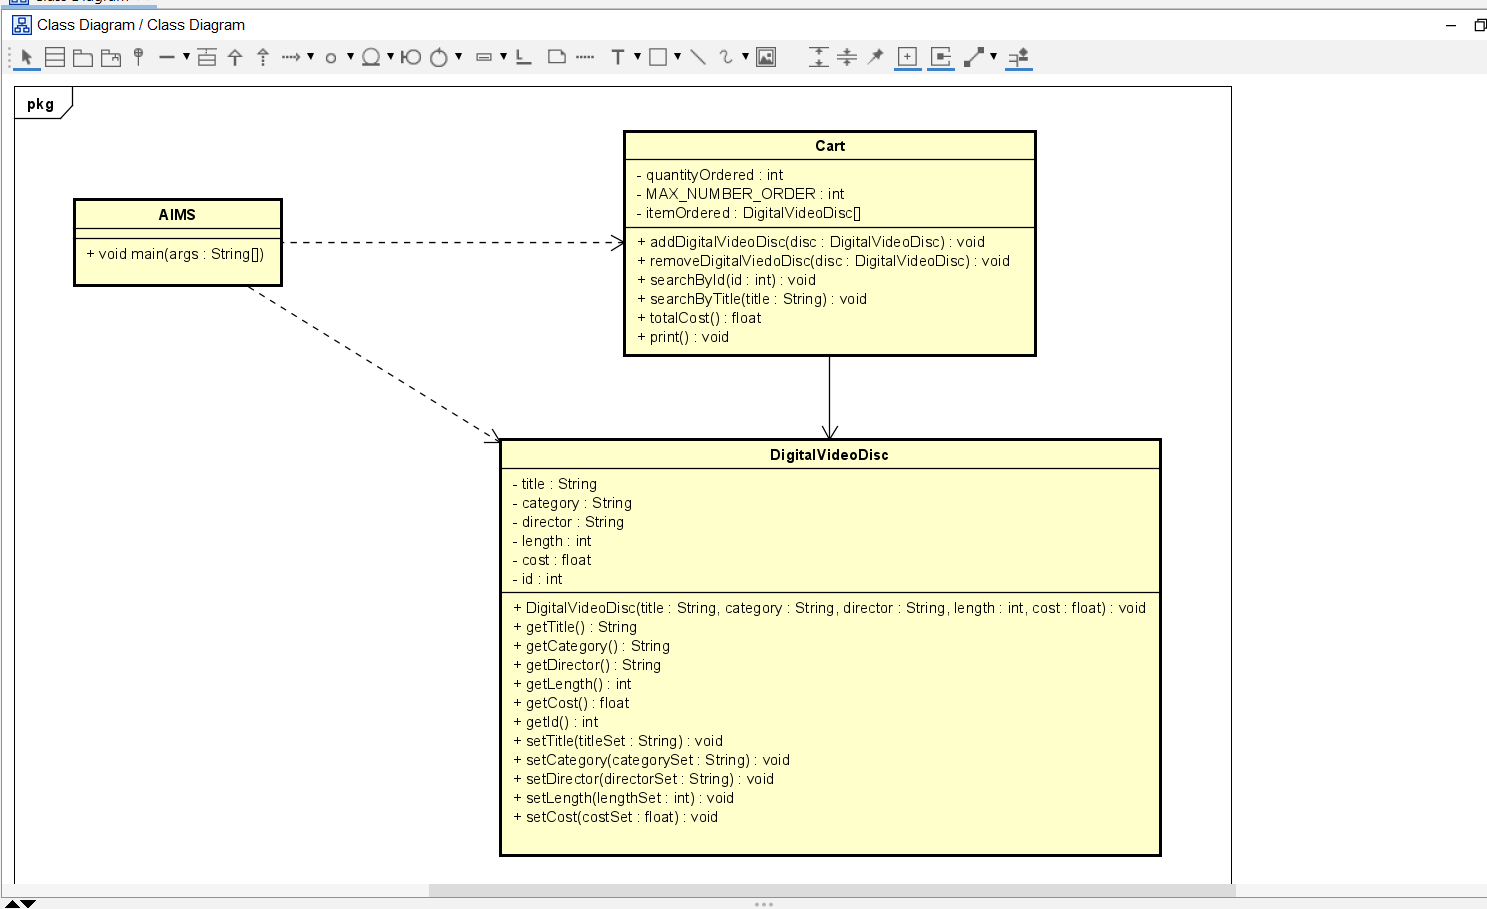 Class Diagram / Class Diagram
pkg
Cart
- quantityOrdered : int
- MAX_NUMBER_ORDER : int
- itemOrdered : DigitalVideoDisc[]
+ addDigitalVideoDisc(disc : DigitalVideoDisc) : void
+ removeDigitalViedoDisc(disc : DigitalVideoDisc) : void
+ searchById(id : int) : void
+ searchByTitle(title : String) : void
+ totalCost() : float
+ print() : void
AIMS
+ void main(args : String[])
DigitalVideoDisc
- title : String
- category : String
- director : String
- length : int
- cost : float
- id : int
+ DigitalVideoDisc(title : String, category : String, director : String, length : int, cost : float) : void
+ getTitle() : String
+ getCategory() : String
+ getDirector() : String
+ getLength() : int
+ getCost() : float
+ getId() : int
+ setTitle(titleSet : String) : void
+ setCategory(categorySet : String) : void
+ setDirector(directorSet : String) : void
+ setLength(lengthSet : int) : void
+ setCost(costSet : float) : void